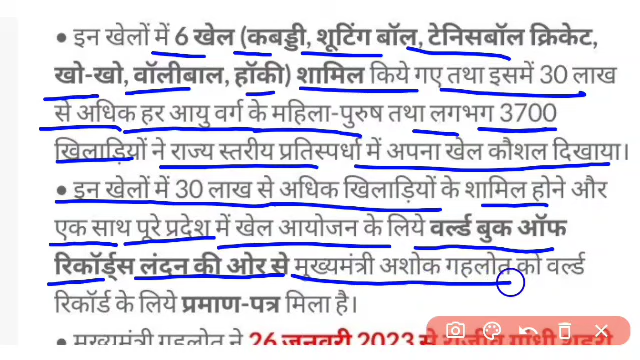 • इन खेलों में 6 खेल (कबड्डी, शूटिंग बॉल, टेनिसबॉल क्रिकेट,
खो-खो, वॉलीबाल, हॉकी) शामिल किये गए तथा इसमें 30 लाख
से अधिक हर आयु वर्ग के महिला-पुरुष तथा लगभग 3700
खिलाड़ियों ने राज्य स्तरीय प्रतिस्पर्धा में अपना खेल कौशल दिखाया।
• इन खेलों में 30 लाख से अधिक खिलाड़ियों के शामिल होने और
एक साथ पूरे प्रदेश में खेल आयोजन के लिये वर्ल्ड बुक ऑफ
रिकॉर्ड्स लंदन की ओर से मुख्यमंत्री अशोक गहलोत को वर्ल्ड
रिकॉर्ड के लिये प्रमाण-पत्र मिला है।
• मुख्यमंत्री गहलोत ने 26 जनवरी 2023 से राजीव गांधी शहरी